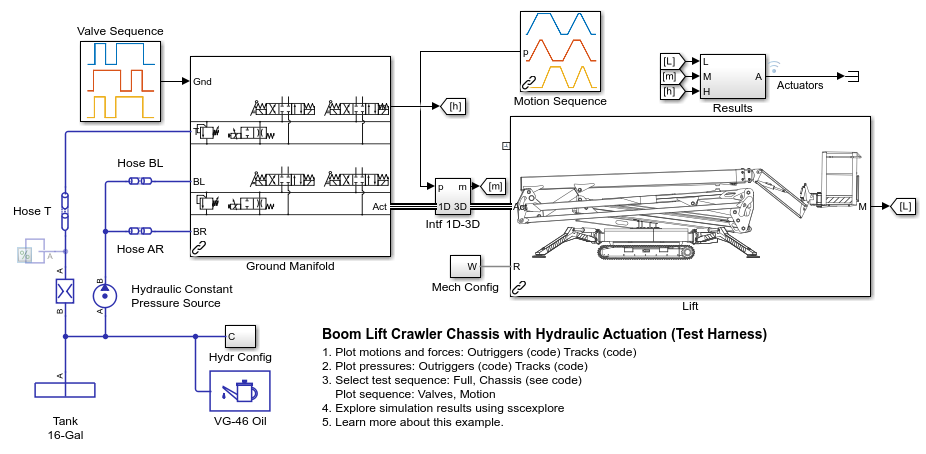 Valve Sequence
Gnd
T
BL
BR
Act
Ground Manifold
[h]
p
Motion Sequence
[L]
[m]
[h]
L
M
H
A
Results
Actuators
Hose BL
Hose T
Hose AR
A
%
p
m
1D 3D
Intf 1D-3D
[m]
Act
R
M
[L]
Lift
W
Mech Config
A
B
B
A
Hydraulic Constant
Pressure Source
C
Hydr Config
A
Tank
16-Gal
VG-46 Oil
Boom Lift Crawler Chassis with Hydraulic Actuation (Test Harness)
1. Plot motions and forces: Outriggers (code) Tracks (code)
2. Plot pressures: Outriggers (code) Tracks (code)
3. Select test sequence: Full, Chassis (see code)
Plot sequence: Valves, Motion
4. Explore simulation results using sscexplore
5. Learn more about this example.